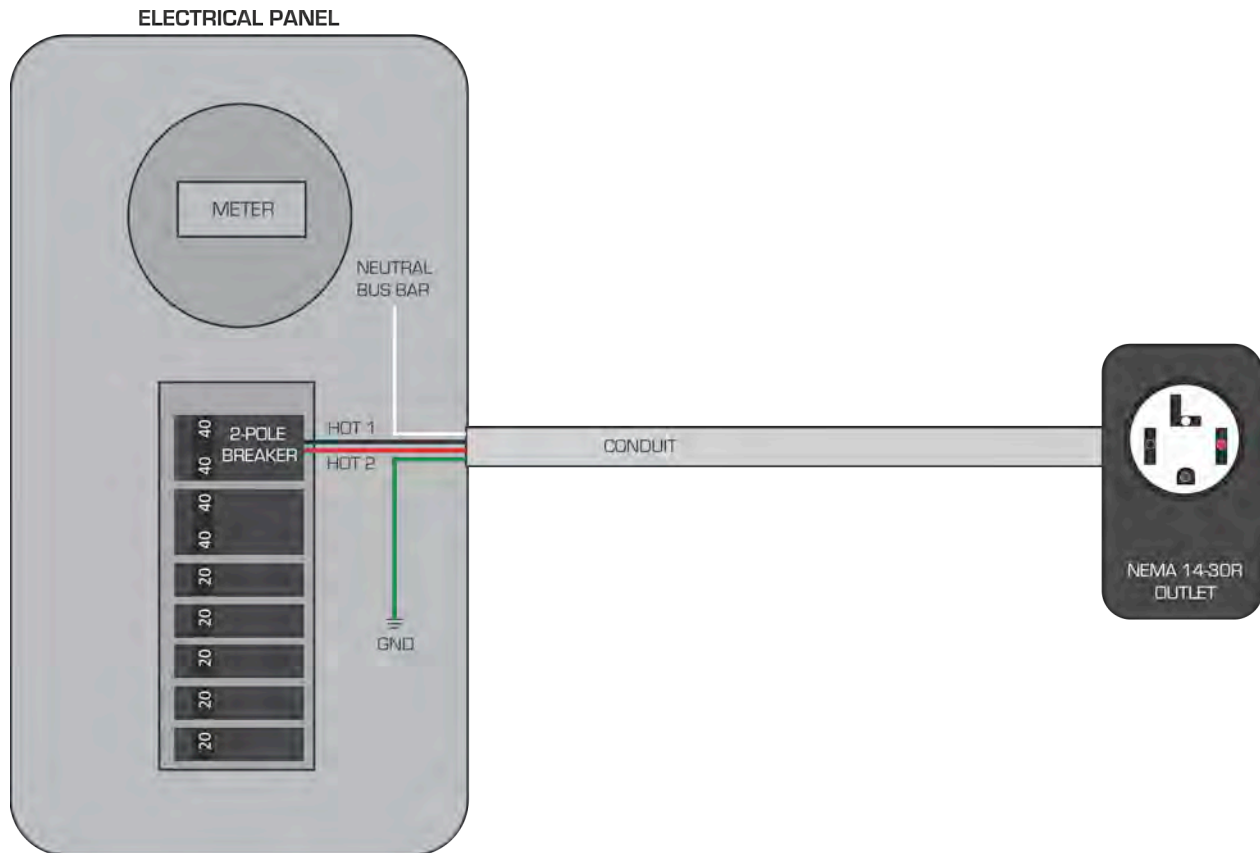 ELECTRICAL PANEL
METER
NEUTRAL
BUS BAR
40
40
2-POLE
BREAKER
HOT 1
HOT 2
CONDUIT
40
40
20
20
20
20
20
GND
NEMA 14-30R
OUTLET